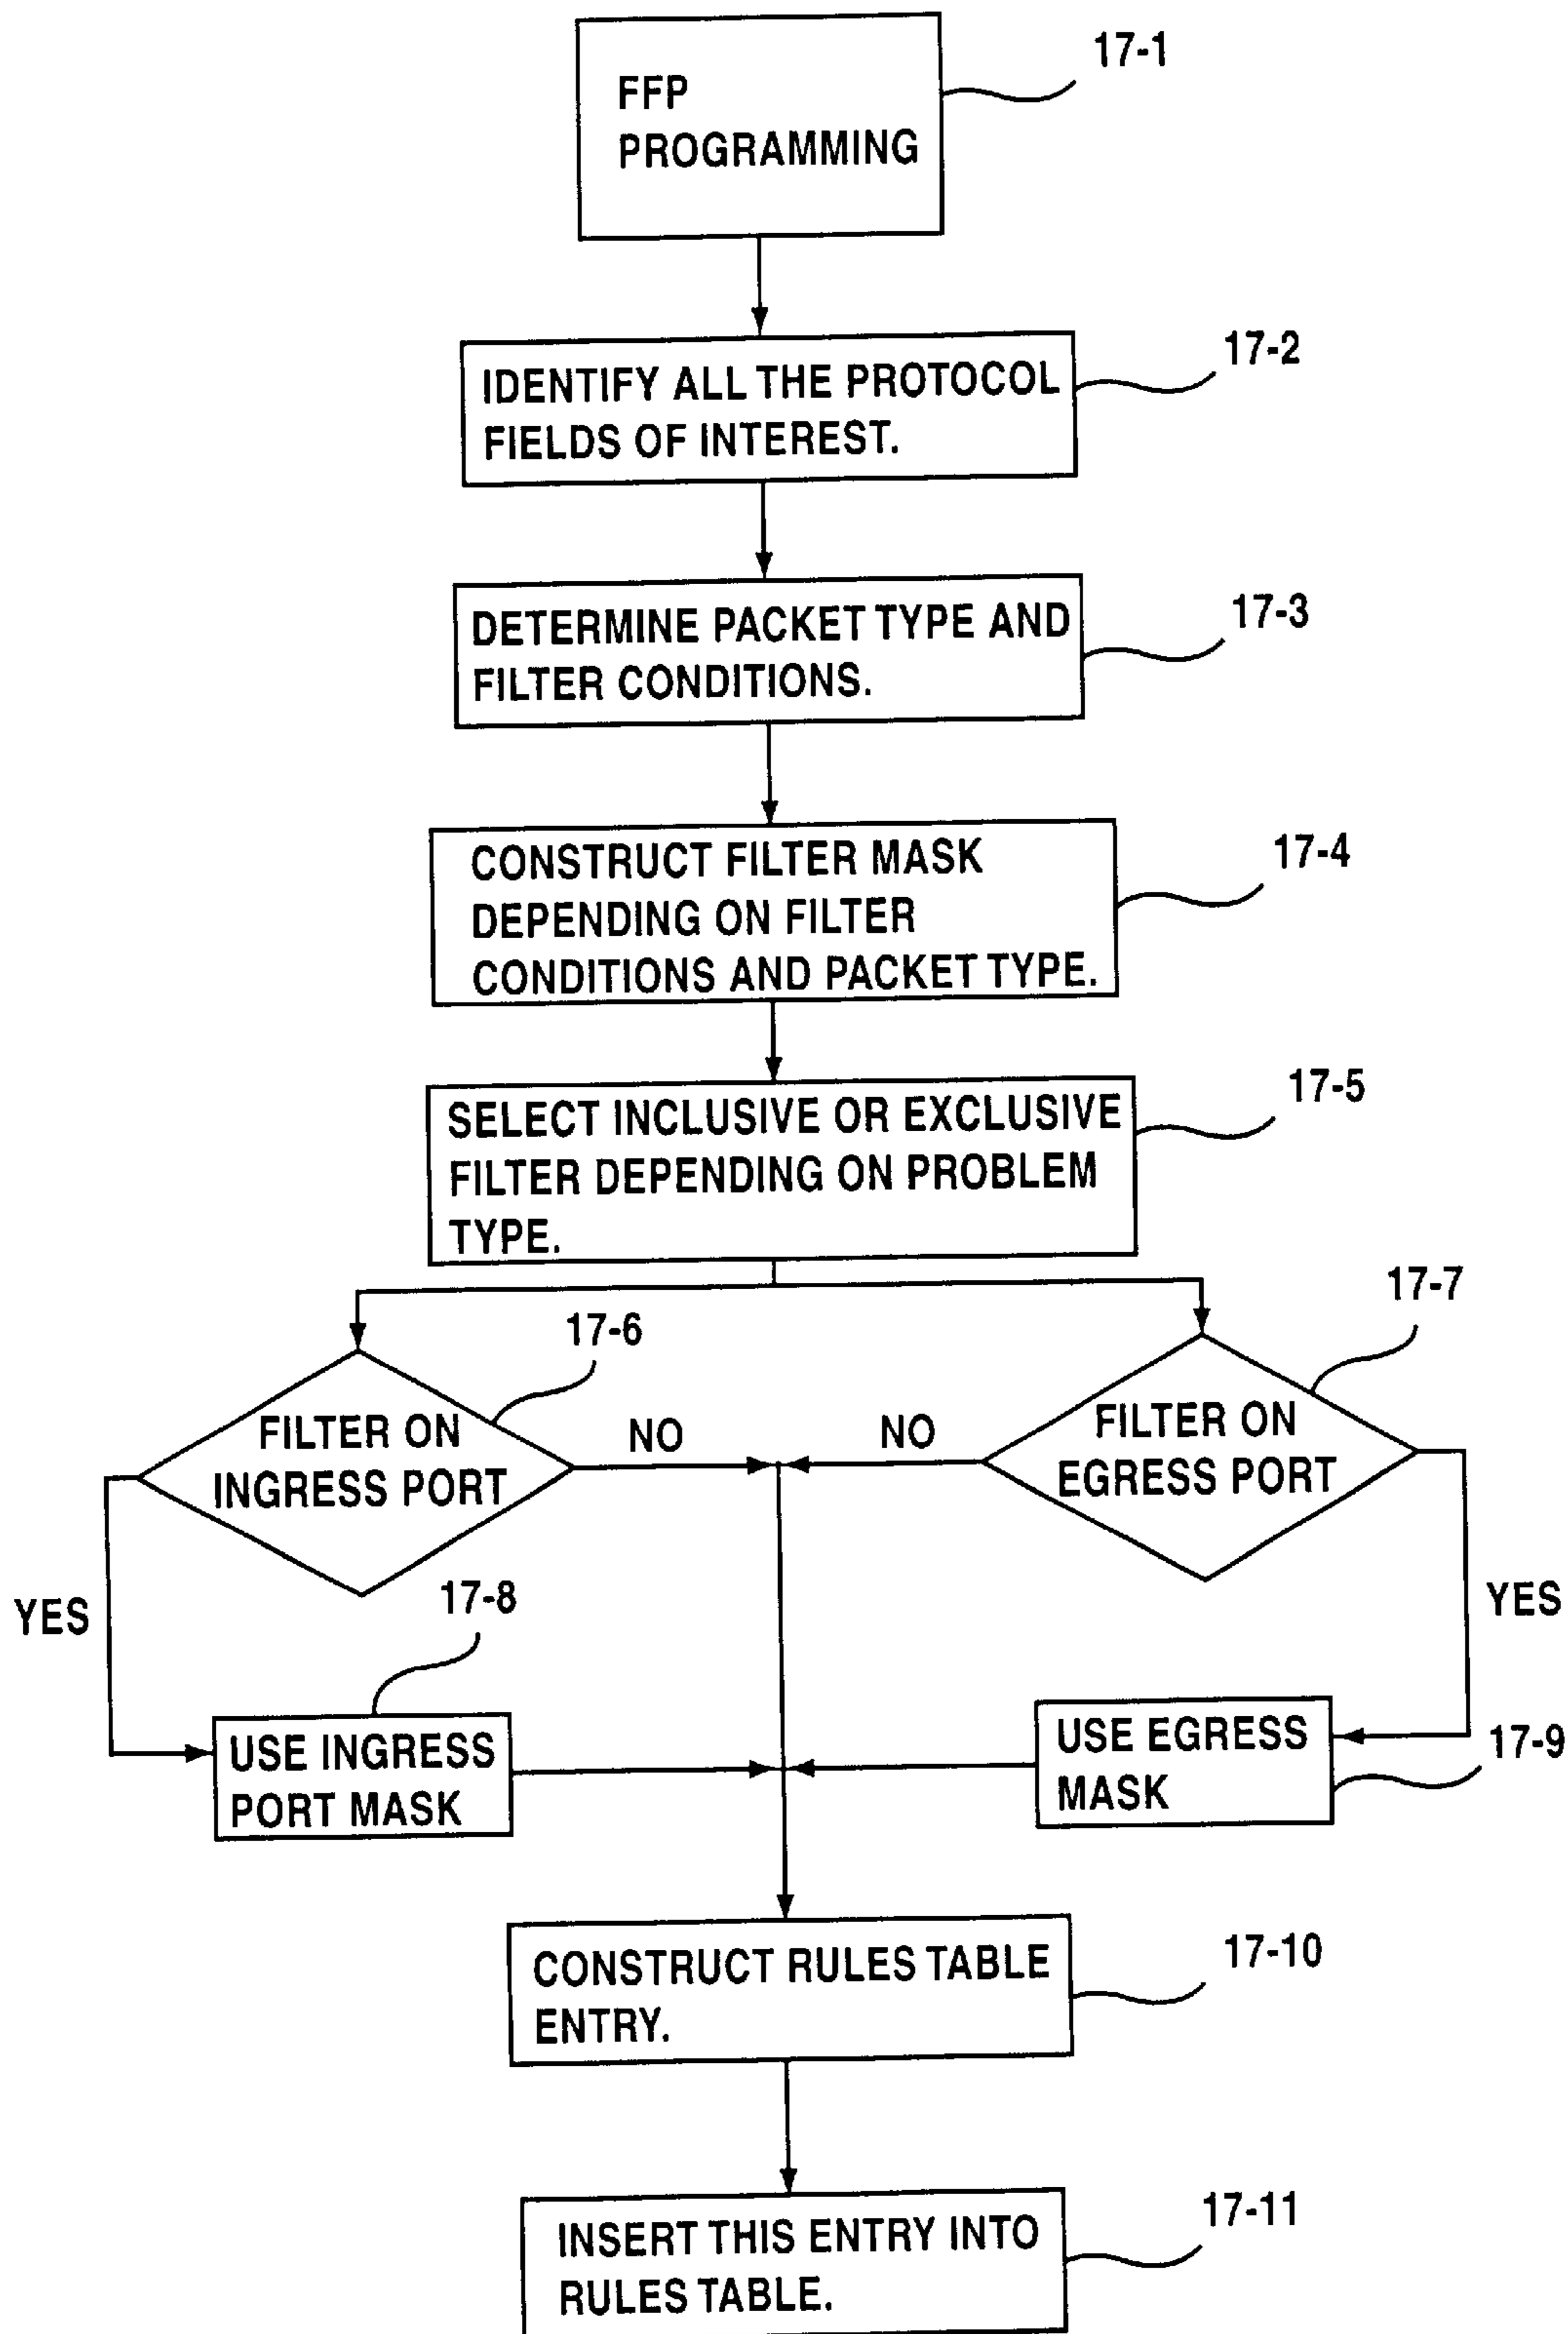 FFP
PROGRAMMING
17-1
IDENTIFY ALL THE PROTOCOL
FIELDS OF INTEREST.
17-2
DETERMINE PACKET TYPE AND
FILTER CONDITIONS.
17-3
CONSTRUCT FILTER MASK
DEPENDING ON FILTER
CONDITIONS AND PACKET TYPE.
17-4
SELECT INCLUSIVE OR EXCLUSIVE
FILTER DEPENDING ON PROBLEM
TYPE.
17-5
17-6
FILTER ON
INGRESS PORT
NO
YES
17-7
FILTER ON
EGRESS PORT
NO
YES
17-8
USE INGRESS
PORT MASK
USE EGRESS
MASK
17-9
CONSTRUCT RULES TABLE
ENTRY.
17-10
INSERT THIS ENTRY INTO
RULES TABLE.
17-11